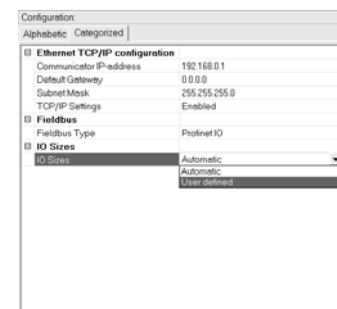 Configuration:
Alphabetic Categorized
Ethernet TCP/IP configuration
Communicator IP-address 192.168.0.1
Default Gateway 0.0.0.0
Subnet Mask 255.255.255.0
TCP/IP Settings Enabled
Fieldbus
Fieldbus Type Profinet IO
IO Sizes
IO Sizes Automatic
Automatic
User defined